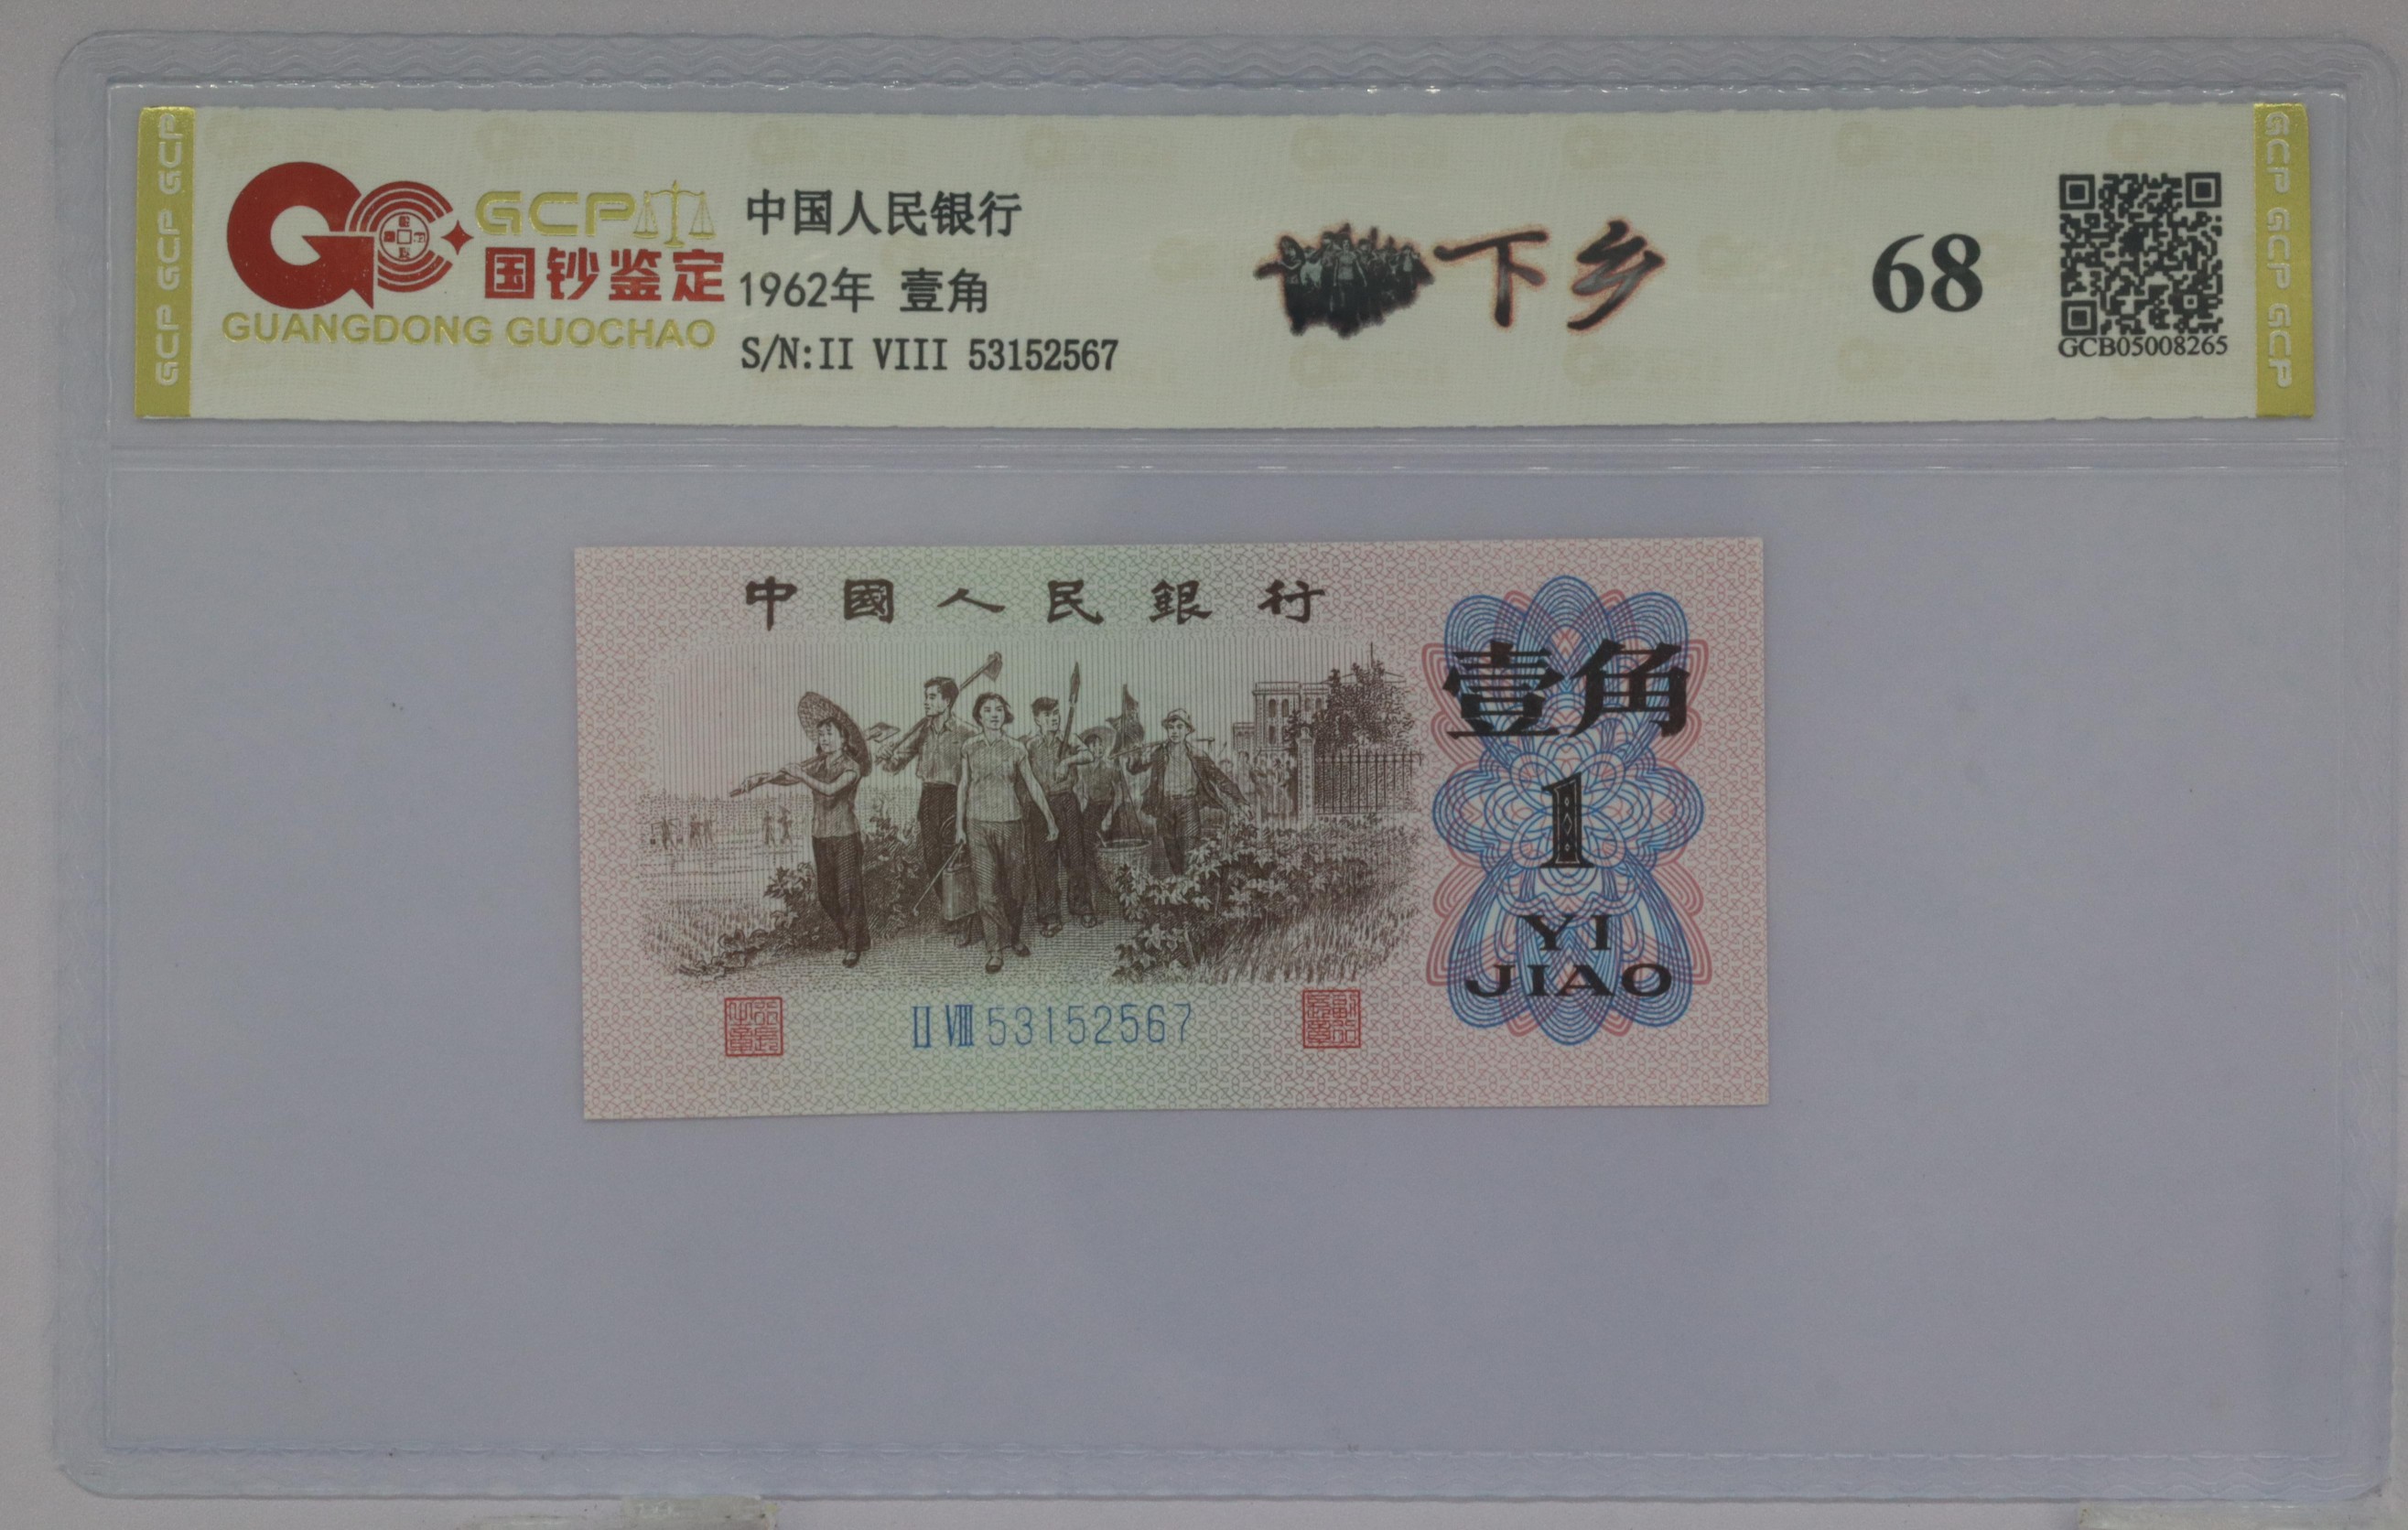 GCP GCP GCP
GCP
国钞鉴定
GUANGDONG GUOCHAO
中国人民银行
1962年 壹角
S/N:II VIII 53152567
下乡
68
GCB05008265
GCP GCP GCP
中國人民銀行
壹角
1
YI
JIAO
II VIII 53152567